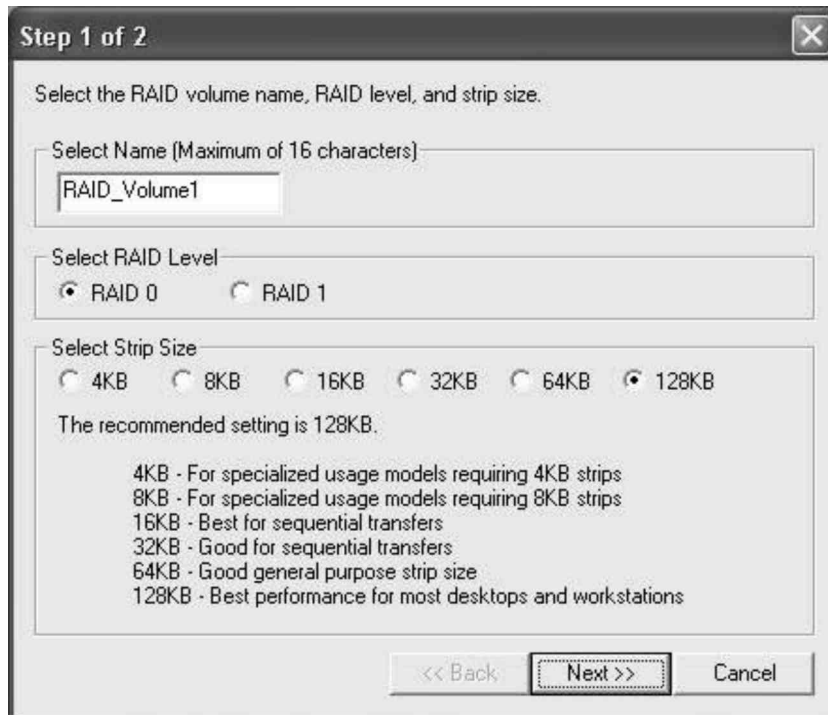 Step 1 of 2
Select the RAID volume name, RAID level, and strip size.
Select Name (Maximum of 16 characters)
RAID_Volume1
Select RAID Level
RAID 0 RAID 1
Select Strip Size
4KB 8KB 16KB 32KB 64KB 128KB
The recommended setting is 128KB.
4KB - For specialized usage models requiring 4KB strips
8KB - For specialized usage models requiring 8KB strips
16KB - Best for sequential transfers
32KB - Good for sequential transfers
64KB - Good general purpose strip size
128KB - Best performance for most desktops and workstations
<< Back Next >> Cancel